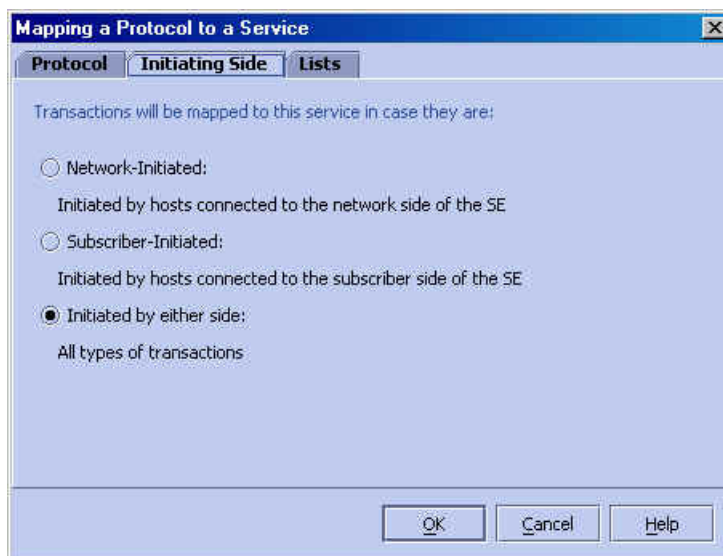 Mapping a Protocol to a Service
Protocol Initiating Side Lists
Transactions will be mapped to this service in case they are:
Network-Initiated:
Initiated by hosts connected to the network side of the SE
Subscriber-Initiated:
Initiated by hosts connected to the subscriber side of the SE
Initiated by either side:
All types of transactions
OK Cancel Help